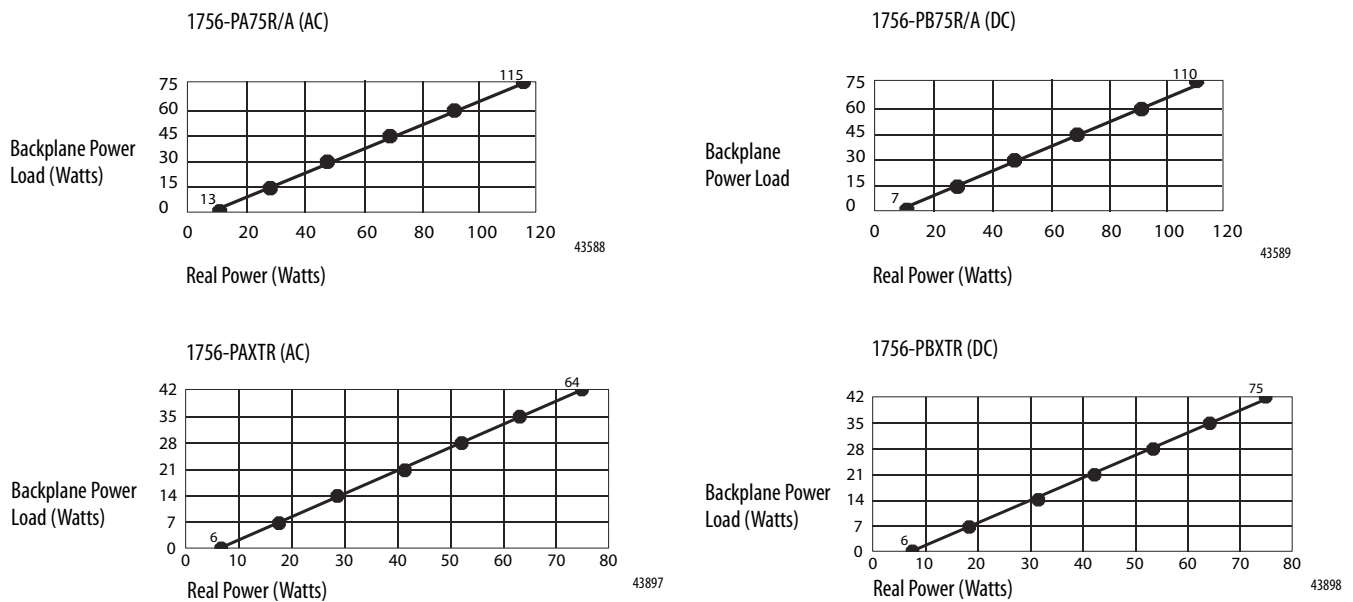 1756-PA75R/A (AC)
115
75
60
45
30
15
0
13
Backplane Power
Load (Watts)
0 20 40 60 80 100 120
43588
Real Power (Watts)
1756-PB75R/A (DC)
110
75
60
45
30
15
0
7
Backplane
Power Load
0 20 40 60 80 100 120
43589
Real Power (Watts)
1756-PAXTR (AC)
64
42
35
28
21
14
7
0
6
Backplane Power
Load (Watts)
0 10 20 30 40 50 60 70 80
43897
Real Power (Watts)
1756-PBXTR (DC)
75
42
35
28
21
14
7
0
6
Backplane Power
Load (Watts)
0 10 20 30 40 50 60 70 80
43898
Real Power (Watts)